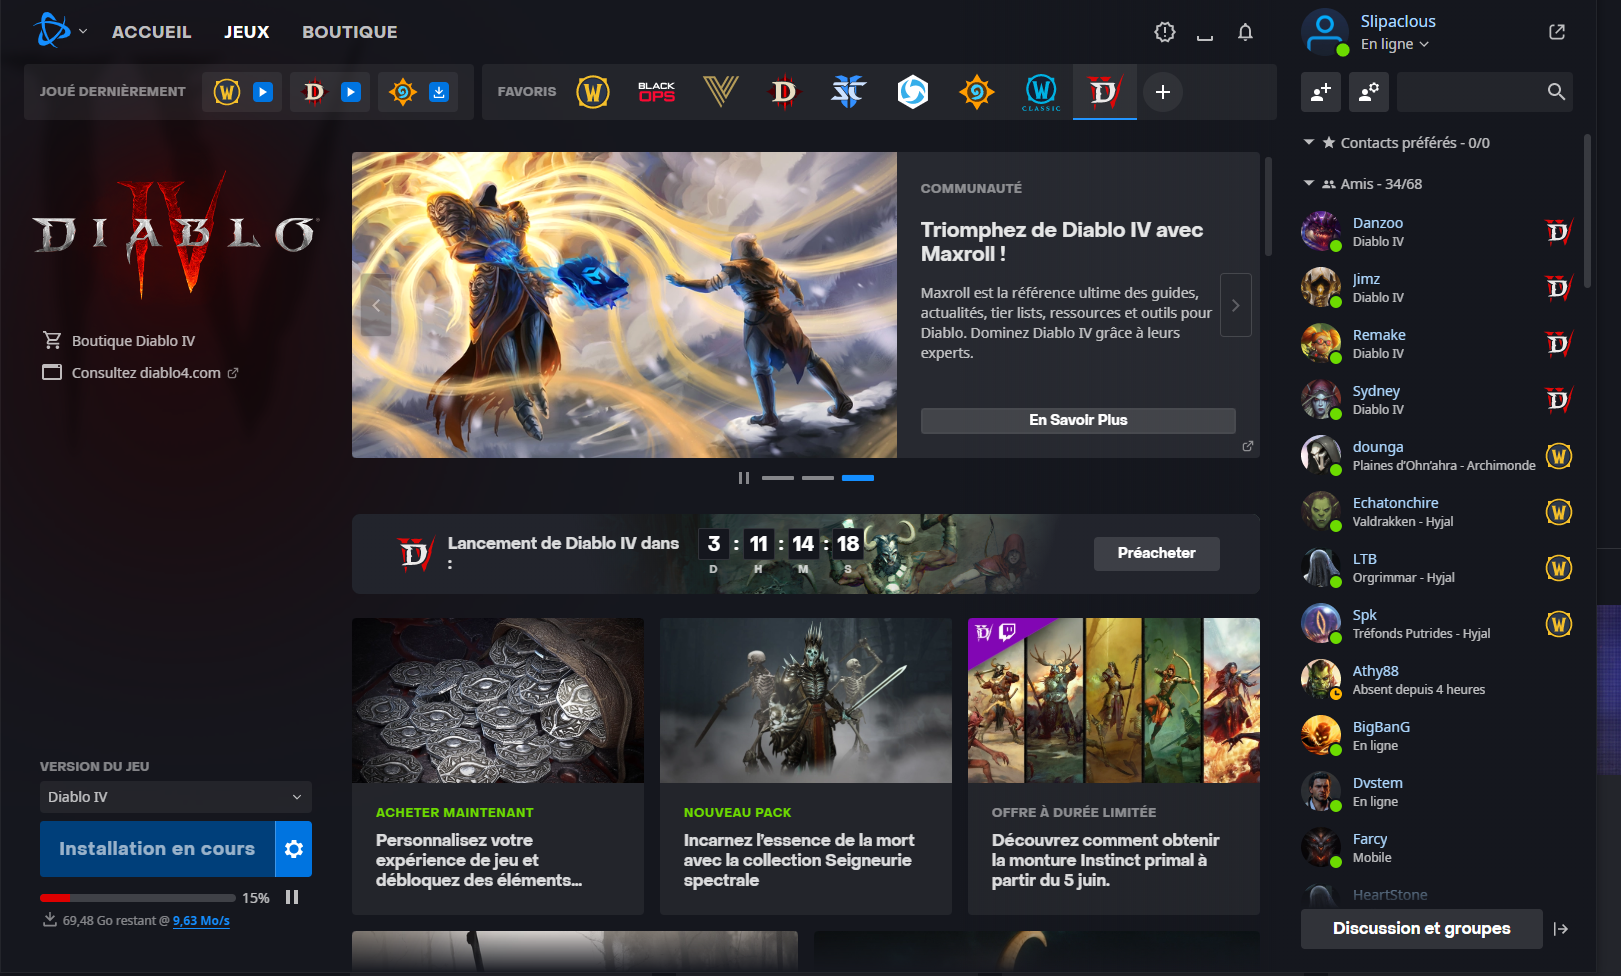 ACCUEIL JEUX BOUTIQUE
JOUÉ DERNIÈREMENT
FAVORIS
BLACK
OPS
CLASSIC
DIABLO
IV
Boutique Diablo IV
Consultez diablo4.com
VERSION DU JEU
Diablo IV
Installation en cours
15%
69,48 Go restant @ 9,63 Mo/s
COMMUNAUTÉ
Triomphez de Diablo IV avec
Maxroll !
Maxroll est la référence ultime des guides,
actualités, tier lists, ressources et outils pour
Diablo. Dominez Diablo IV grâce à leurs
experts.
En Savoir Plus
Lancement de Diablo IV dans
:
3 : 11 : 14 : 18
D H M S
Préacheter
ACHETER MAINTENANT
Personnalisez votre
expérience de jeu et
débloquez des éléments...
NOUVEAU PACK
Incarnez l'essence de la mort
avec la collection Seigneurie
spectrale
OFFRE À DURÉE LIMITÉE
Découvrez comment obtenir
la monture Instinct primal à
partir du 5 juin.
Slipaclous
En ligne
Contacts préférés - 0/0
Amis - 34/68
Danzoo
Diablo IV
Jimz
Diablo IV
Remake
Diablo IV
Sydney
Diablo IV
dounga
Plaines d'Ohn'ahra - Archimonde
Echatonchire
Valdrakken - Hyjal
LTB
Orgrimmar - Hyjal
Spk
Tréfonds Putrides - Hyjal
Athy88
Absent depuis 4 heures
BigBanG
En ligne
Dvstem
En ligne
Farcy
Mobile
HeartStone
Discussion et groupes